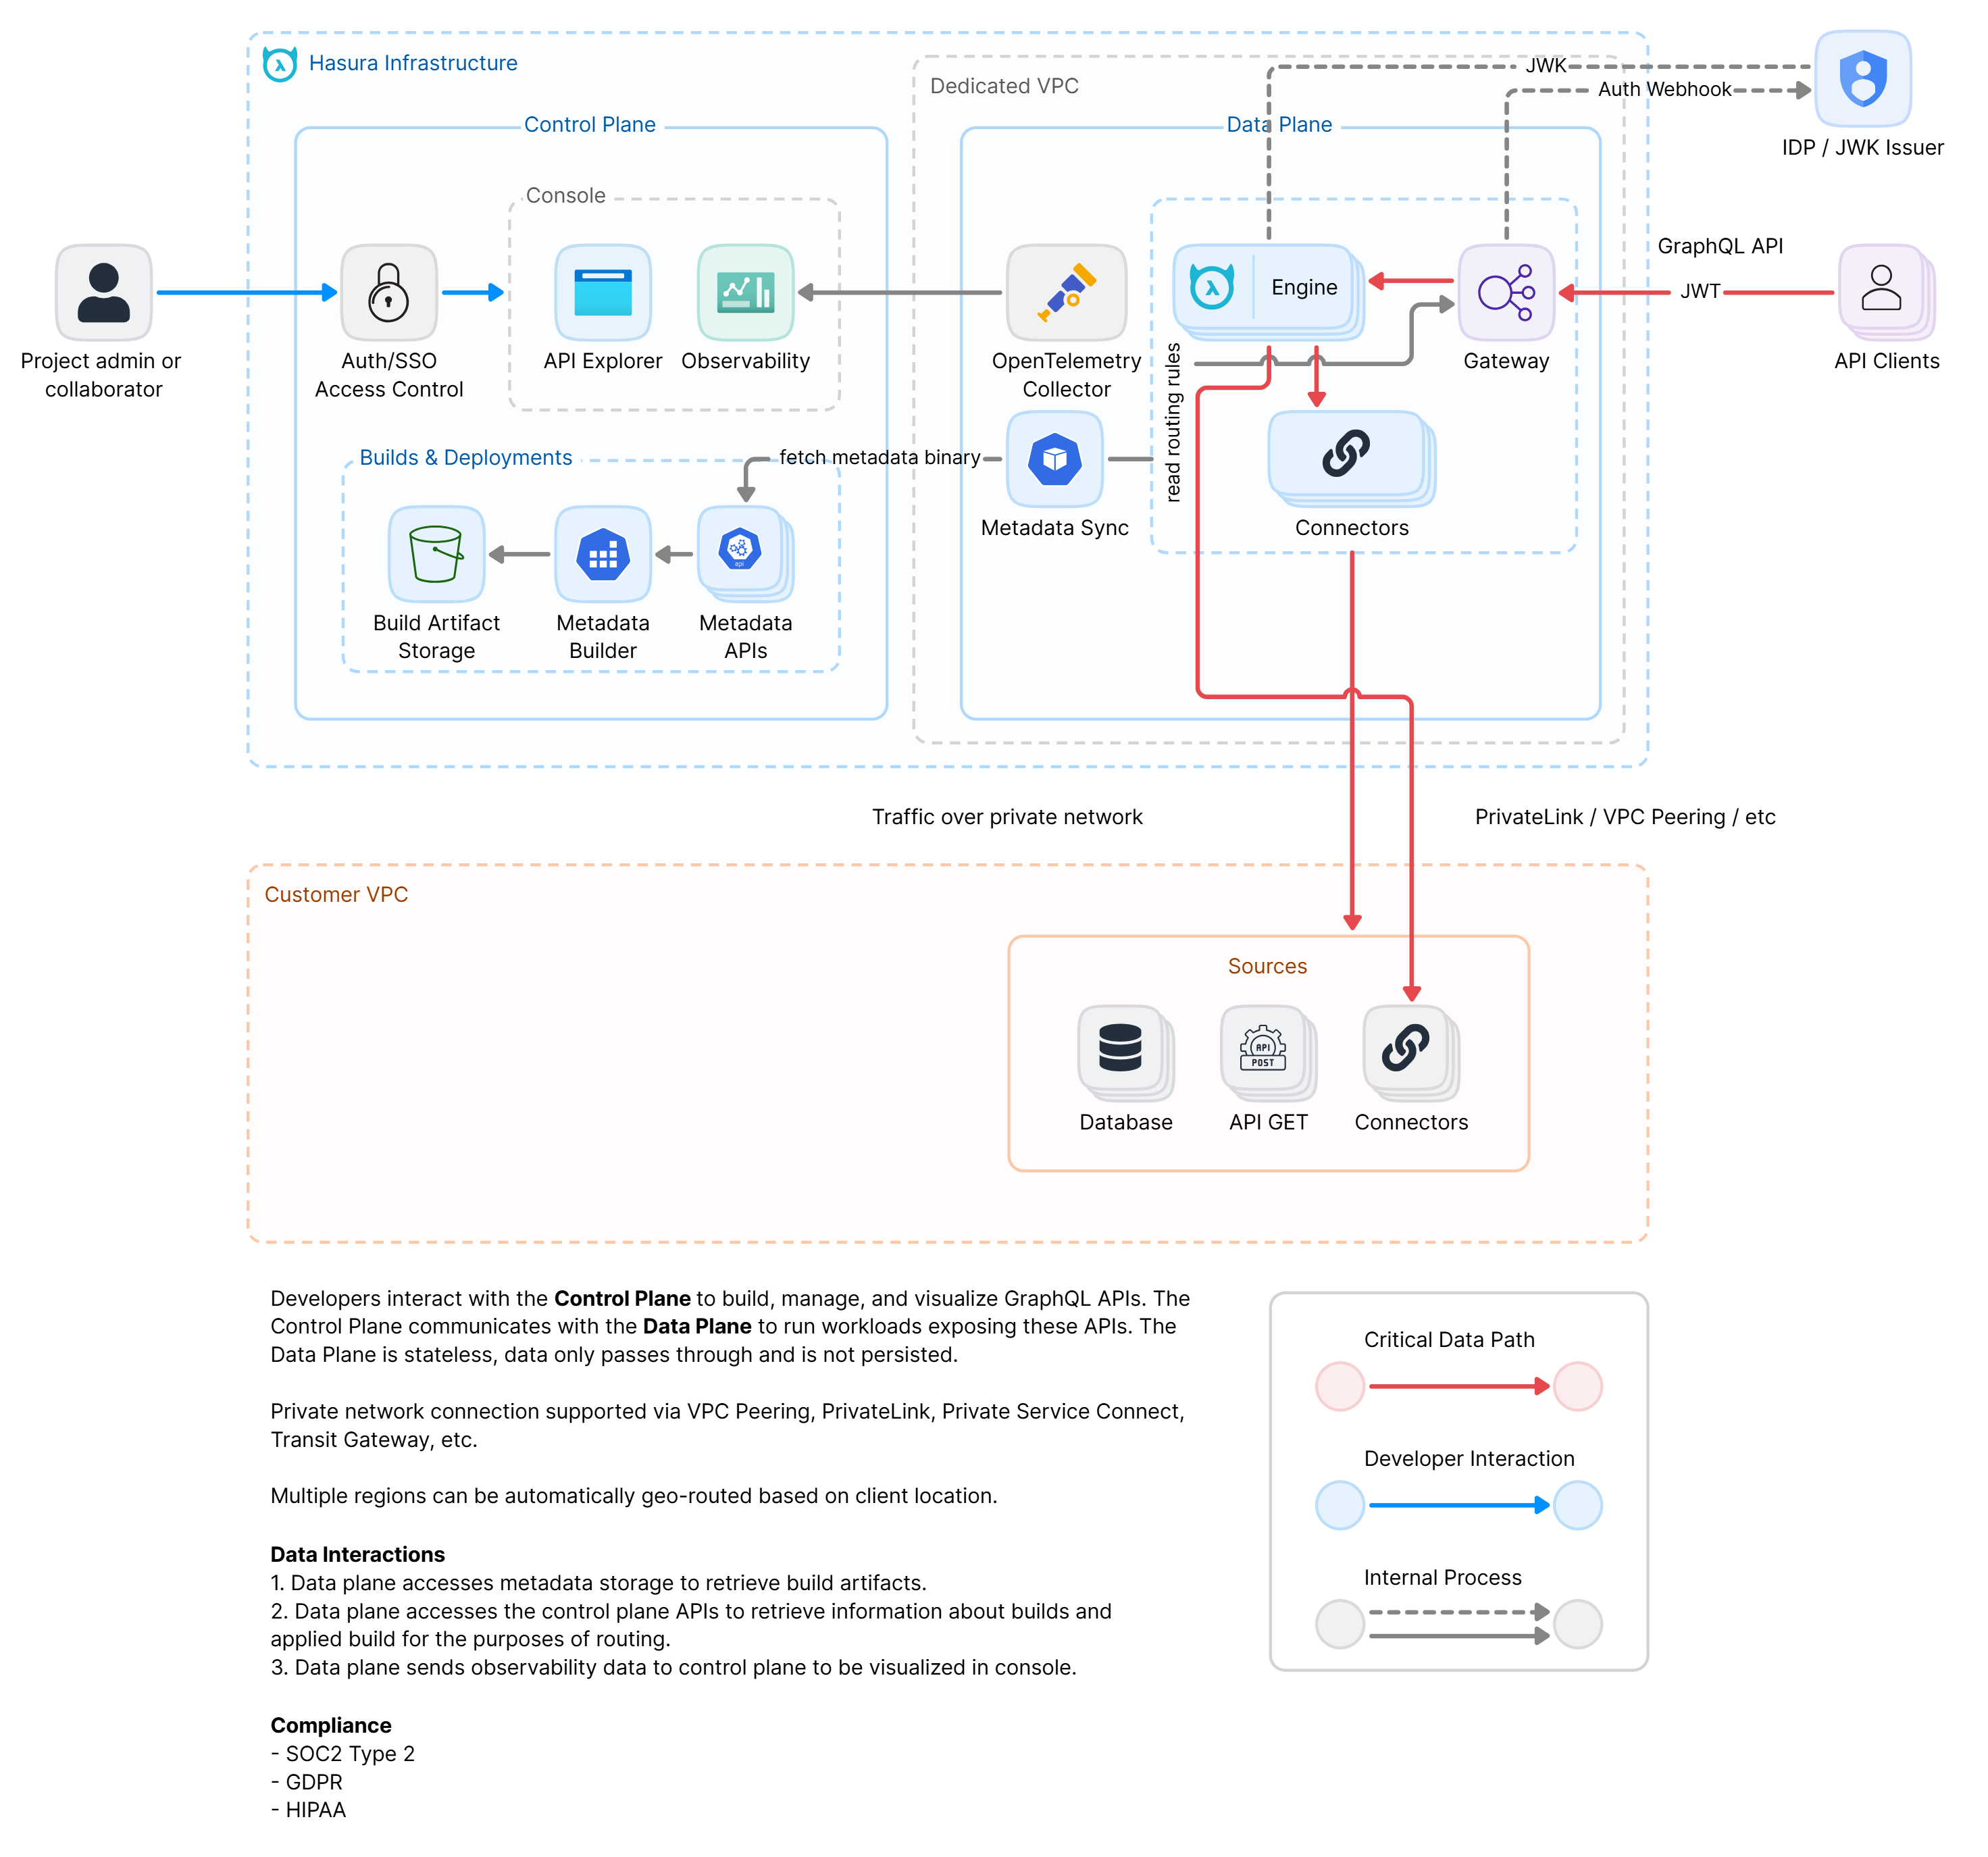 Hasura Infrastructure
Dedicated VPC
JWK
Auth Webhook
IDP / JWK Issuer
Control Plane
Data Plane
Console
GraphQL API
JWT
Engine
Project admin or
collaborator
Auth/SSO
Access Control
API Explorer
Observability
OpenTelemetry
Collector
Gateway
API Clients
read routing rules
Builds & Deployments
fetch metadata binary
Metadata Sync
Connectors
api
Build Artifact
Storage
Metadata
Builder
Metadata
APIs
Traffic over private network
PrivateLink / VPC Peering / etc
Customer VPC
Sources
API
POST
Database
API GET
Connectors
Developers interact with the Control Plane to build, manage, and visualize GraphQL APIs. The
Control Plane communicates with the Data Plane to run workloads exposing these APIs. The
Data Plane is stateless, data only passes through and is not persisted.
Private network connection supported via VPC Peering, PrivateLink, Private Service Connect,
Transit Gateway, etc.
Multiple regions can be automatically geo-routed based on client location.
Data Interactions
1. Data plane accesses metadata storage to retrieve build artifacts.
2. Data plane accesses the control plane APIs to retrieve information about builds and
applied build for the purposes of routing.
3. Data plane sends observability data to control plane to be visualized in console.
Compliance
- SOC2 Type 2
- GDPR
- HIPAA
Critical Data Path
Developer Interaction
Internal Process